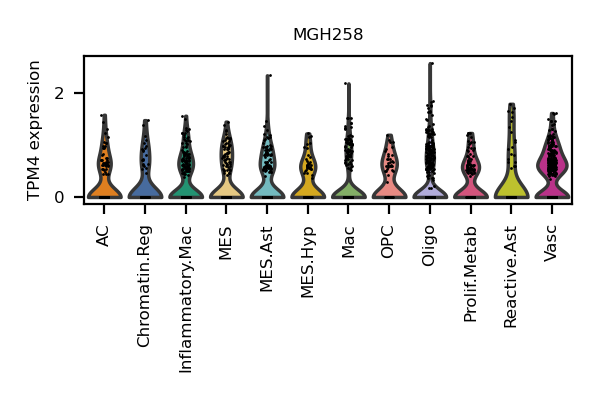 MGH258
TPM4 expression
2
0
AC
Chromatin.Reg
Inflammatory.Mac
MES
MES.Ast
MES.Hyp
Mac
OPC
Oligo
Prolif.Metab
Reactive.Ast
Vasc